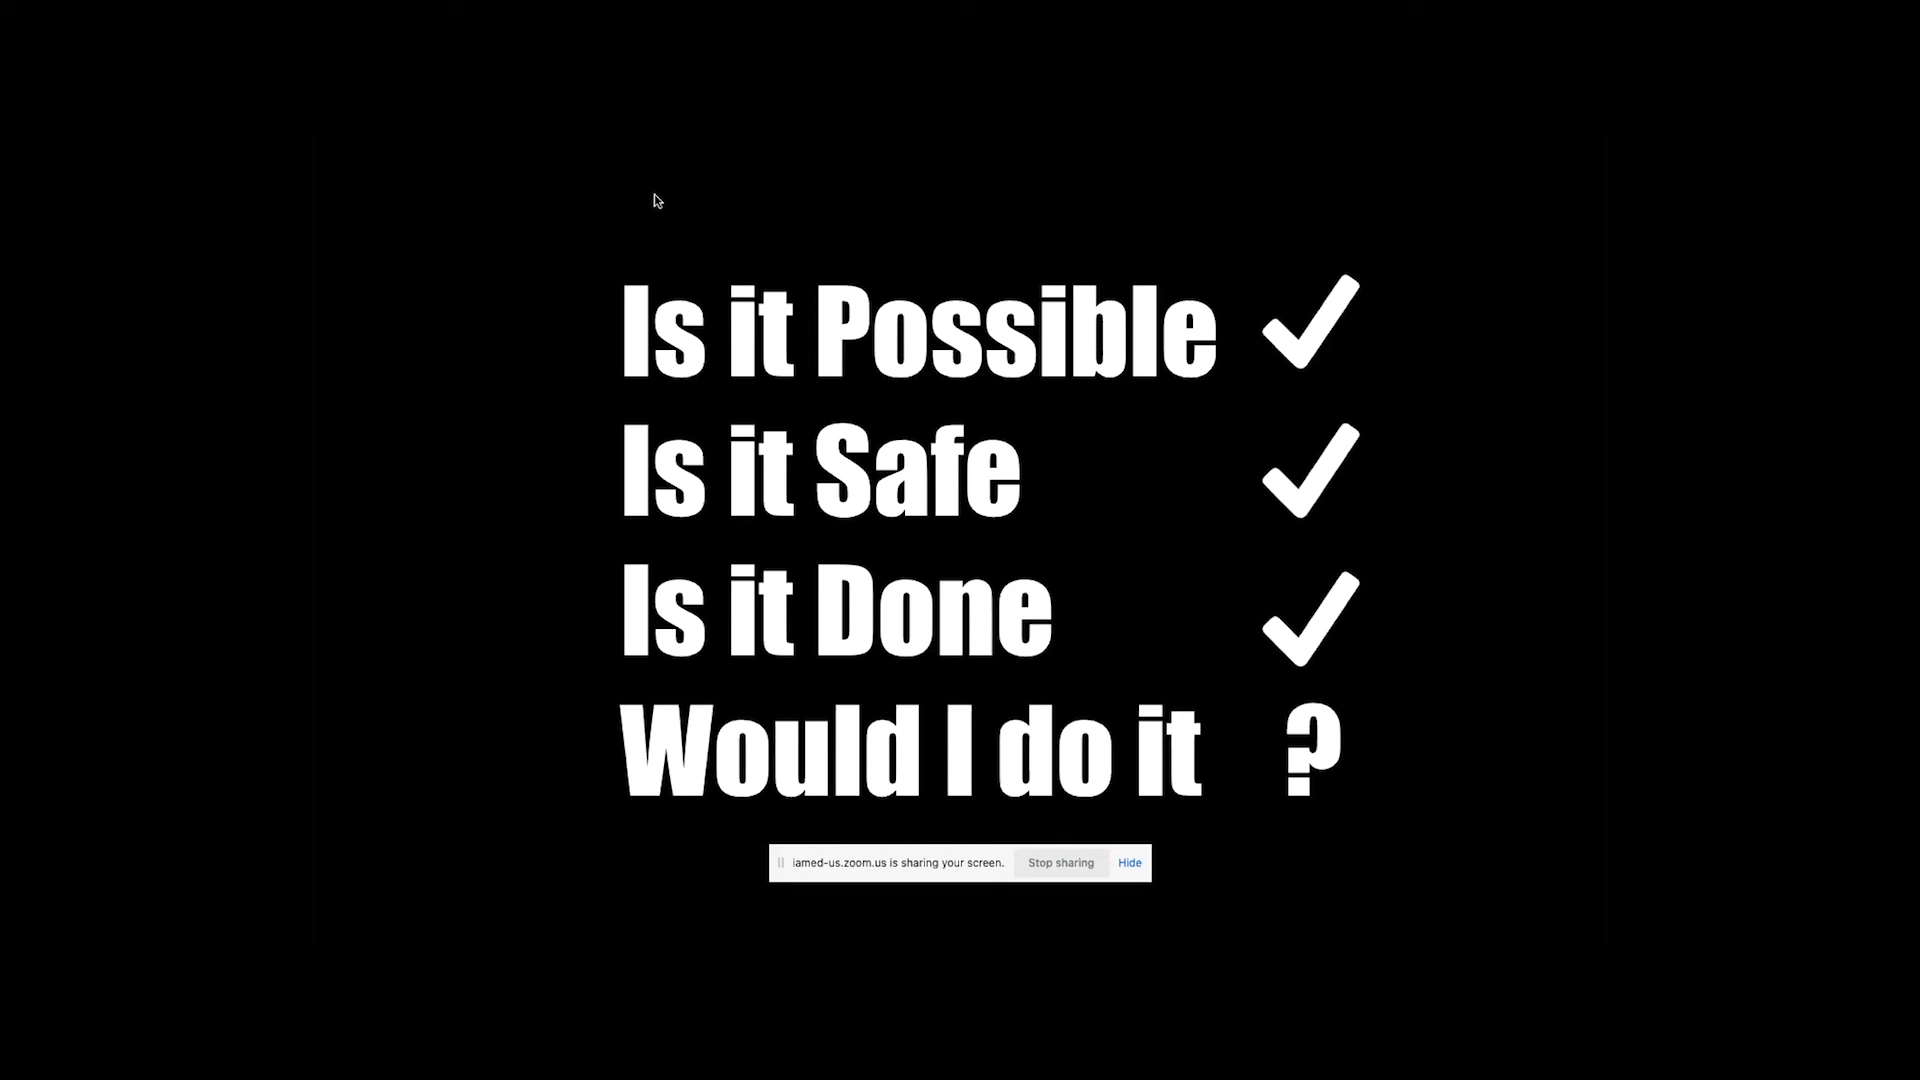 Is it Possible ✓
Is it Safe ✓
Is it Done ✓
Would I do it ?
iamed-us.zoom.us is sharing your screen. Stop sharing Hide